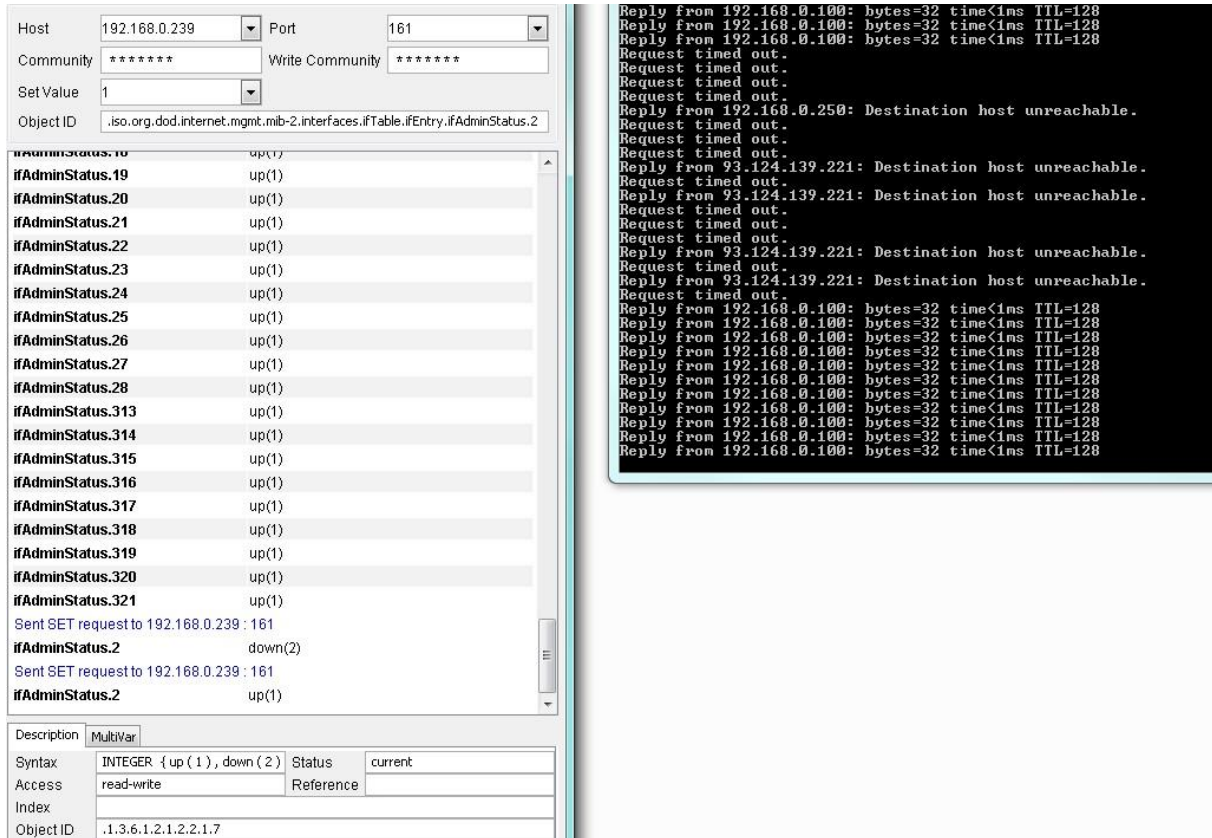 Host 192.168.0.239 Port 161
Community ******* Write Community *******
Set Value 1
Object ID .iso.org.dod.internet.mgmt.mib-2.interfaces.ifTable.ifEntry.ifAdminStatus.2
up(1)
ifAdminStatus.19 up(1)
ifAdminStatus.20 up(1)
ifAdminStatus.21 up(1)
ifAdminStatus.22 up(1)
ifAdminStatus.23 up(1)
ifAdminStatus.24 up(1)
ifAdminStatus.25 up(1)
ifAdminStatus.26 up(1)
ifAdminStatus.27 up(1)
ifAdminStatus.28 up(1)
ifAdminStatus.313 up(1)
ifAdminStatus.314 up(1)
ifAdminStatus.315 up(1)
ifAdminStatus.316 up(1)
ifAdminStatus.317 up(1)
ifAdminStatus.318 up(1)
ifAdminStatus.319 up(1)
ifAdminStatus.320 up(1)
ifAdminStatus.321 up(1)
Sent SET request to 192.168.0.239 : 161
ifAdminStatus.2 down(2)
Sent SET request to 192.168.0.239 : 161
ifAdminStatus.2 up(1)
Description MultiVar
Syntax INTEGER { up ( 1 ) , down ( 2 ) Status current
Access read-write Reference
Index
Object ID .1.3.6.1.2.1.2.2.1.7
Reply from 192.168.0.100: bytes=32 time<1ms TTL=128
Reply from 192.168.0.100: bytes=32 time<1ms TTL=128
Reply from 192.168.0.100: bytes=32 time<1ms TTL=128
Request timed out.
Request timed out.
Request timed out.
Request timed out.
Reply from 192.168.0.250: Destination host unreachable.
Request timed out.
Request timed out.
Request timed out.
Reply from 93.124.139.221: Destination host unreachable.
Request timed out.
Reply from 93.124.139.221: Destination host unreachable.
Request timed out.
Request timed out.
Request timed out.
Reply from 93.124.139.221: Destination host unreachable.
Request timed out.
Reply from 93.124.139.221: Destination host unreachable.
Request timed out.
Reply from 192.168.0.100: bytes=32 time<1ms TTL=128
Reply from 192.168.0.100: bytes=32 time<1ms TTL=128
Reply from 192.168.0.100: bytes=32 time<1ms TTL=128
Reply from 192.168.0.100: bytes=32 time<1ms TTL=128
Reply from 192.168.0.100: bytes=32 time<1ms TTL=128
Reply from 192.168.0.100: bytes=32 time<1ms TTL=128
Reply from 192.168.0.100: bytes=32 time<1ms TTL=128
Reply from 192.168.0.100: bytes=32 time<1ms TTL=128
Reply from 192.168.0.100: bytes=32 time<1ms TTL=128
Reply from 192.168.0.100: bytes=32 time<1ms TTL=128
Reply from 192.168.0.100: bytes=32 time<1ms TTL=128